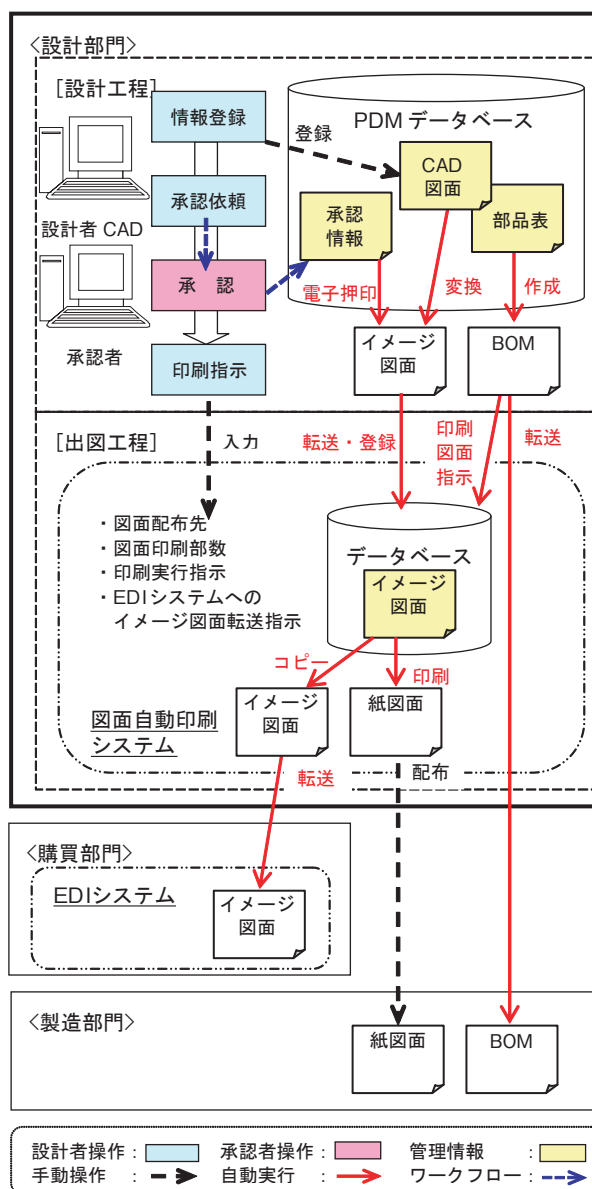 <設計部門>
[設計工程]
情報登録
登録
PDM データベース
CAD
図面
承認依頼
承認
情報
部品表
設計者 CAD
承 認
電子押印
変換
作成
承認者
印刷指示
イメージ
図面
BOM
[出図工程]
入力
転送・登録
印刷
図面
指示
転送
・図面配布先
・図面印刷部数
・印刷実行指示
・EDIシステムへの
イメージ図面転送指示
データベース
イメージ
図面
コピー
印刷
図面自動印刷
システム
イメージ
図面
紙図面
転送
配布
<購買部門>
EDIシステム
イメージ
図面
<製造部門>
紙図面
BOM
設計者操作: 承認者操作: 管理情報 :
手動操作 : 自動実行 : ワークフロー: